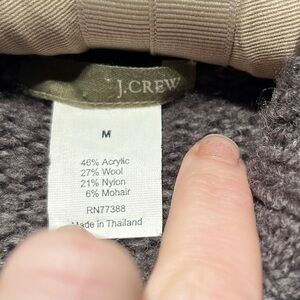 J.CREW
M
46% Acrylic
27% Wool
21% Nylon
6% Mohair
RN77388
Made in Thailand